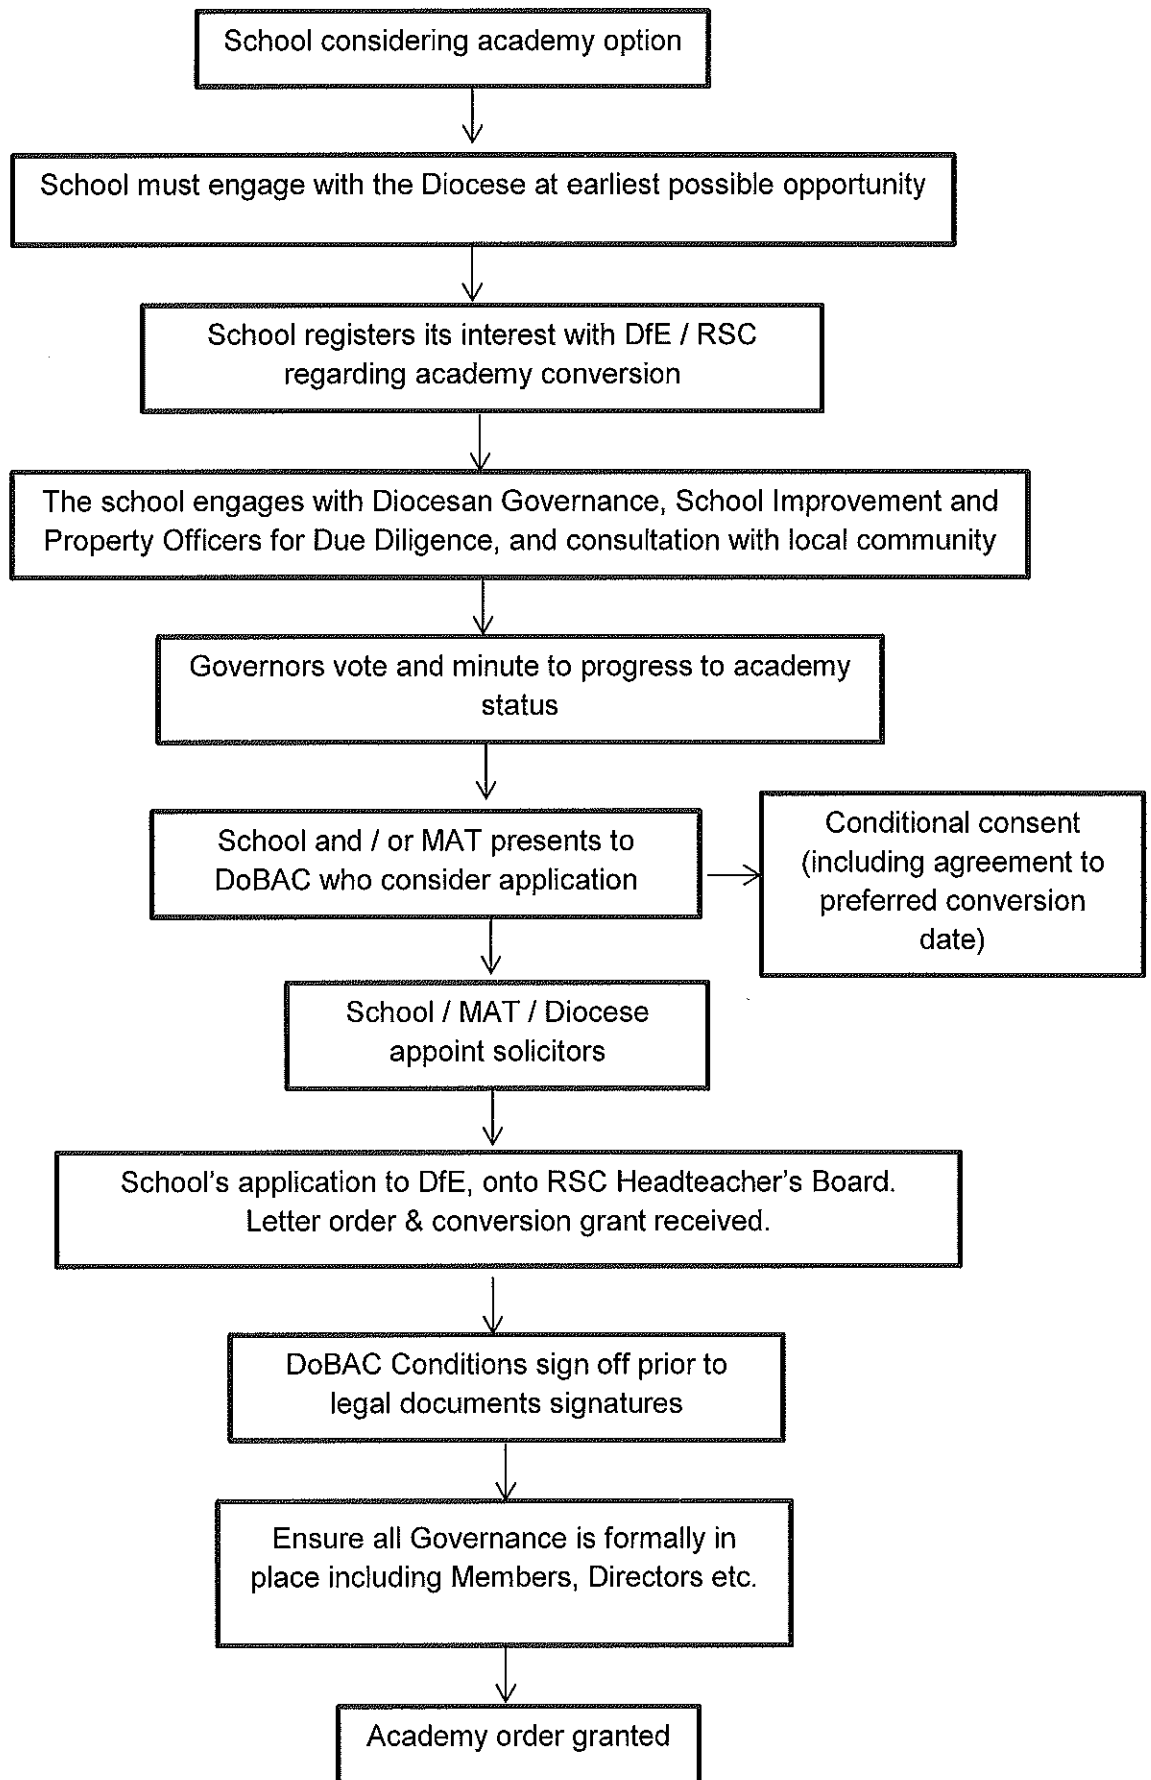 School considering academy option
School must engage with the Diocese at earliest possible opportunity
School registers its interest with DfE / RSC
regarding academy conversion
The school engages with Diocesan Governance, School Improvement and
Property Officers for Due Diligence, and consultation with local community
Governors vote and minute to progress to academy
status
School and / or MAT presents to
DoBAC who consider application
Conditional consent
(including agreement to
preferred conversion
date)
School / MAT / Diocese
appoint solicitors
School's application to DfE, onto RSC Headteacher's Board.
Letter order & conversion grant received.
DoBAC Conditions sign off prior to
legal documents signatures
Ensure all Governance is formally in
place including Members, Directors etc.
Academy order granted